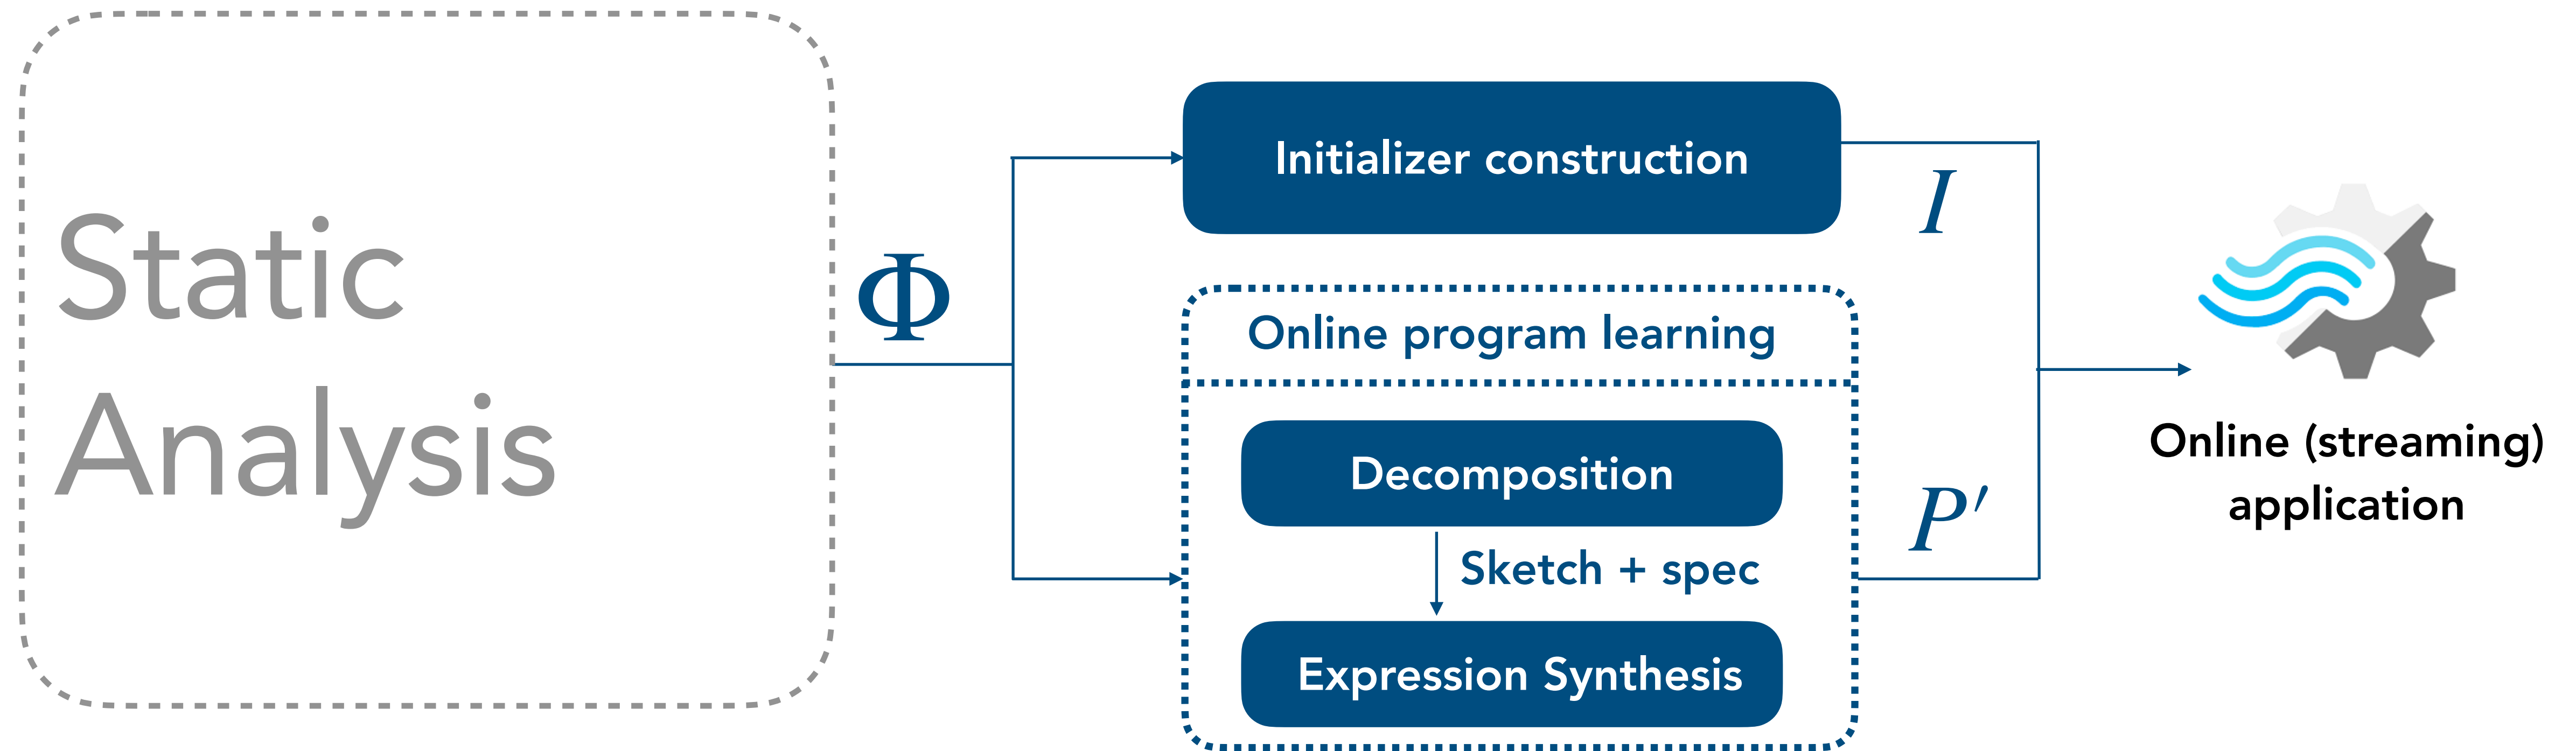 Static
Analysis
Φ
Initializer construction
I
Online program learning
Decomposition
Sketch + spec
Expression Synthesis
P′
Online (streaming)
application